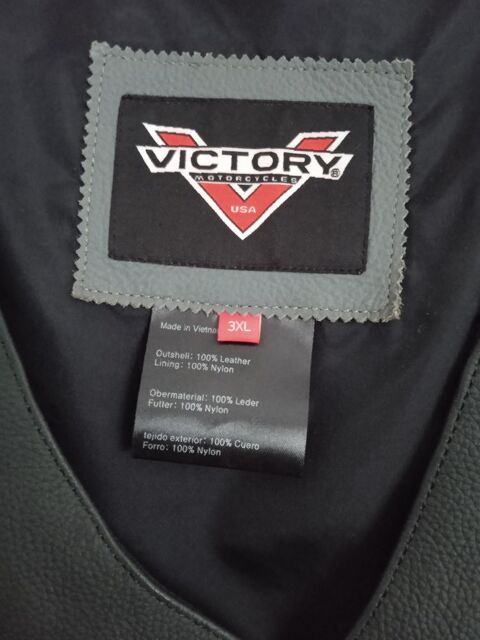 VICTORY®
MOTORCYCLES
USA
3XL
Made in Vietna
Outshell: 100% Leather
Lining: 100% Nylon
Obermaterial: 100% Leder
Futter: 100% Nylon
tejido exterior: 100% Cuero
Forro: 100% Nylon